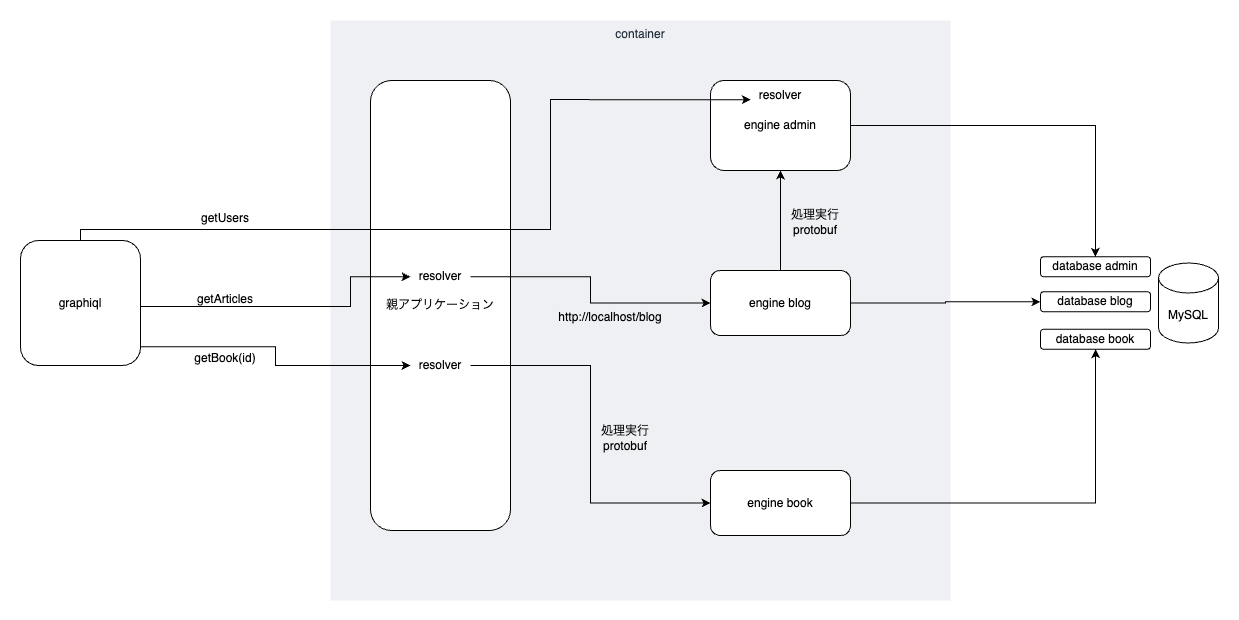 container
resolver
engine admin
getUsers
処理実行
protobuf
database admin
resolver
graphiql
getArticles
親アプリケーション
http://localhost/blog
engine blog
database blog
MySQL
database book
getBook(id)
resolver
処理実行
protobuf
engine book